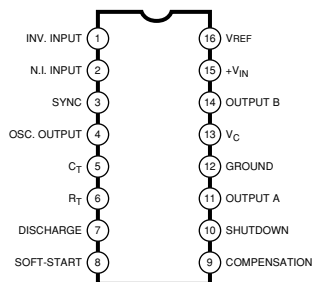 INV. INPUT 1 16 VREF
N.I. INPUT 2 15 +VIN
SYNC 3 14 OUTPUT B
OSC. OUTPUT 4 13 VC
CT 5 12 GROUND
RT 6 11 OUTPUT A
DISCHARGE 7 10 SHUTDOWN
SOFT-START 8 9 COMPENSATION